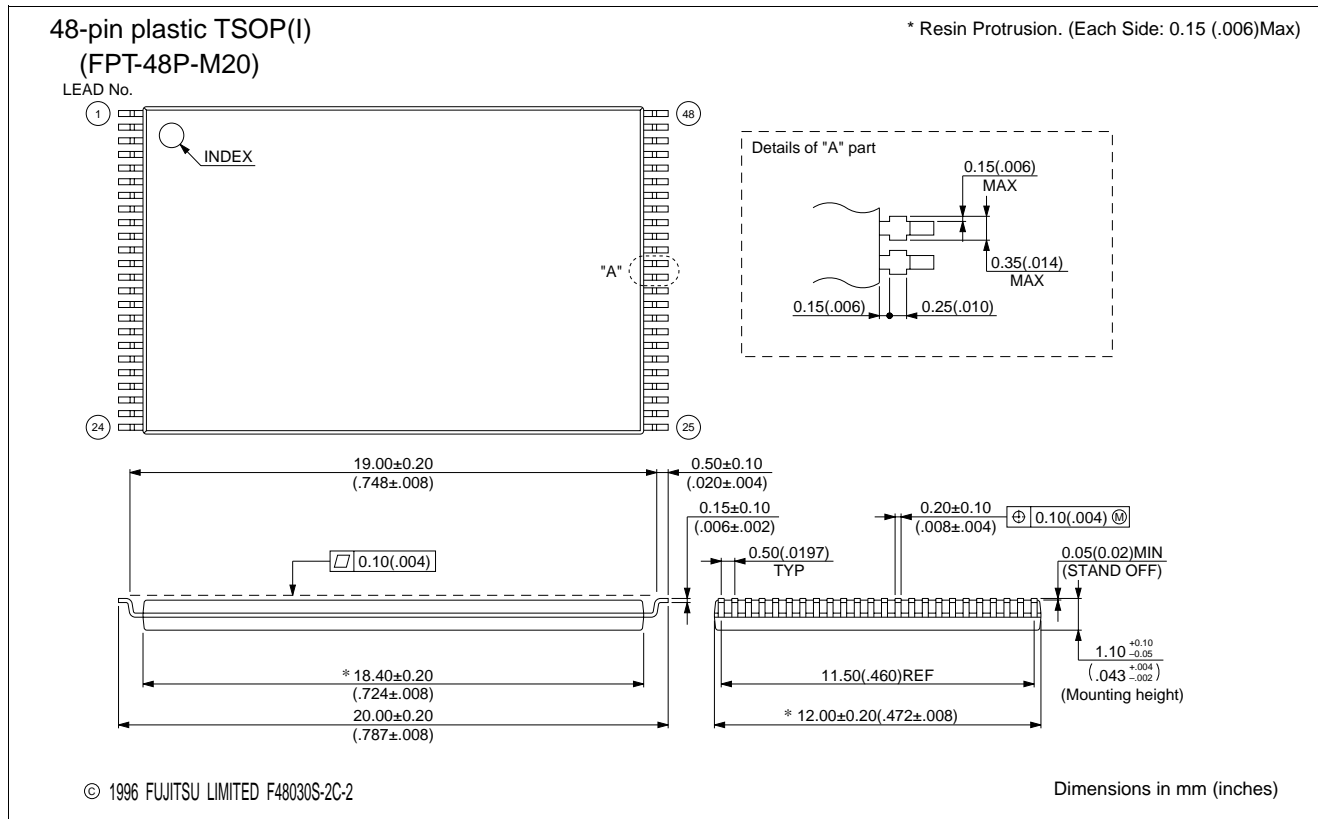 48-pin plastic TSOP(I)
(FPT-48P-M20)
* Resin Protrusion. (Each Side: 0.15 (.006)Max)
LEAD No.
1
48
INDEX
"A"
24
25
Details of "A" part
0.15(.006)
MAX
0.35(.014)
MAX
0.15(.006)
0.25(.010)
19.00±0.20
(.748±.008)
0.50±0.10
(.020±.004)
0.15±0.10
(.006±.002)
0.10(.004)
0.20±0.10
(.008±.004)
⌖ 0.10(.004) Ⓜ
0.50(.0197)
TYP
0.05(0.02)MIN
(STAND OFF)
* 18.40±0.20
(.724±.008)
20.00±0.20
(.787±.008)
11.50(.460)REF
* 12.00±0.20(.472±.008)
1.10 +0.10 –0.05
(.043 +.004 –.002)
(Mounting height)
© 1996 FUJITSU LIMITED F48030S-2C-2
Dimensions in mm (inches)